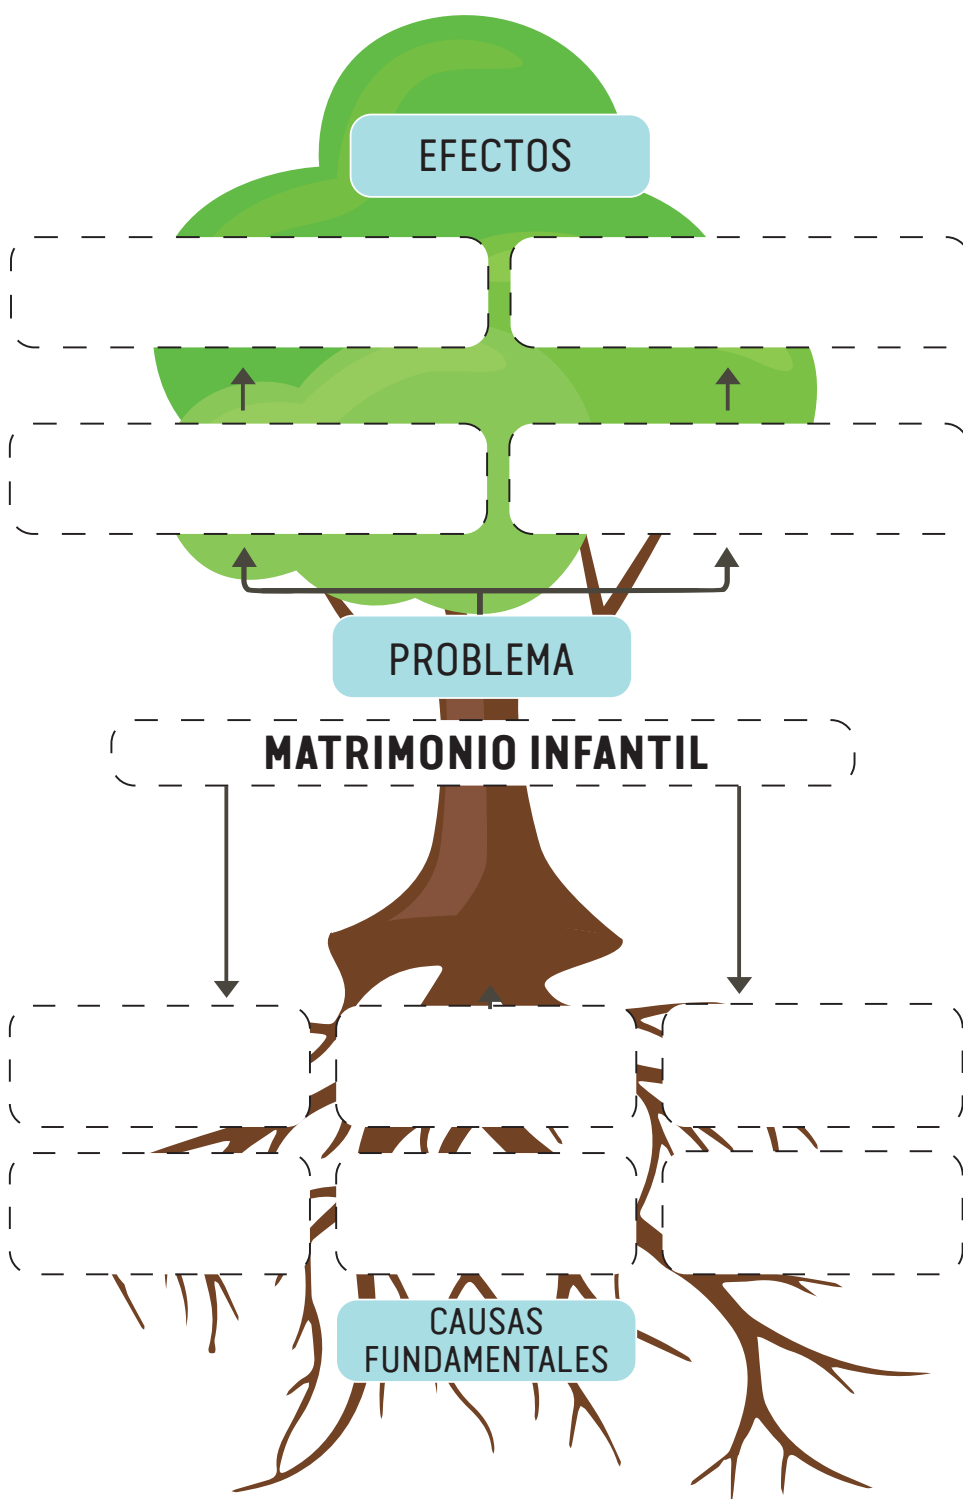 EFECTOS
PROBLEMA
MATRIMONIO INFANTIL
CAUSAS
FUNDAMENTALES